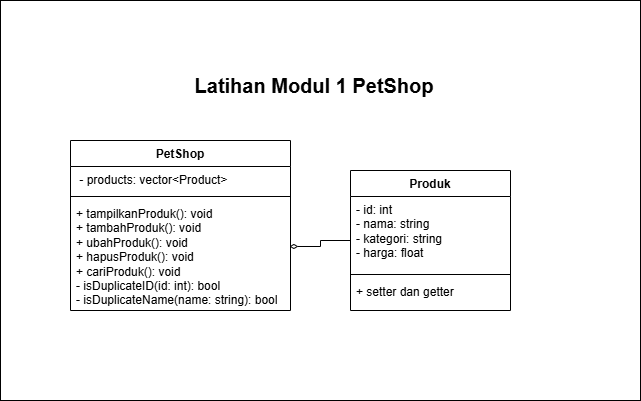 Latihan Modul 1 PetShop
PetShop
- products: vector<Product>
+ tampilkanProduk(): void
+ tambahProduk(): void
+ ubahProduk(): void
+ hapusProduk(): void
+ cariProduk(): void
- isDuplicateID(id: int): bool
- isDuplicateName(name: string): bool
Produk
- id: int
- nama: string
- kategori: string
- harga: float
+ setter dan getter